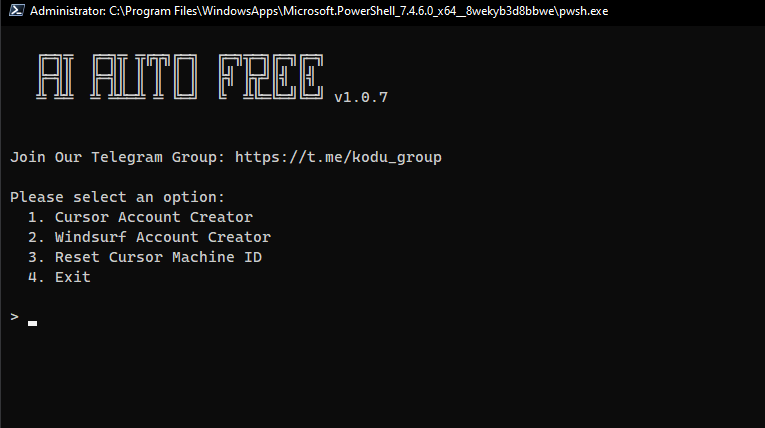 Administrator: C:\Program Files\WindowsApps\Microsoft.PowerShell_7.4.6.0_x64__8wekyb3d8bbwe\pwsh.exe
AI AUTO FREE
v1.0.7
Join Our Telegram Group: https://t.me/kodu_group
Please select an option:
1. Cursor Account Creator
2. Windsurf Account Creator
3. Reset Cursor Machine ID
4. Exit
>